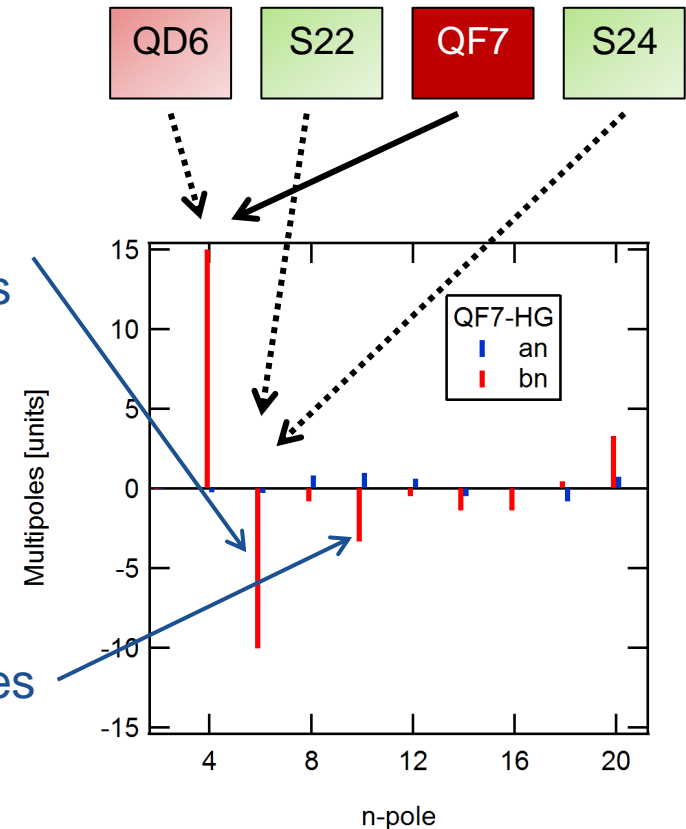 QD6 S22 QF7 S24
s
es
15
10
5
0
-5
-10
-15
Multipoles [units]
QF7-HG
an
bn
4 8 12 16 20
n-pole